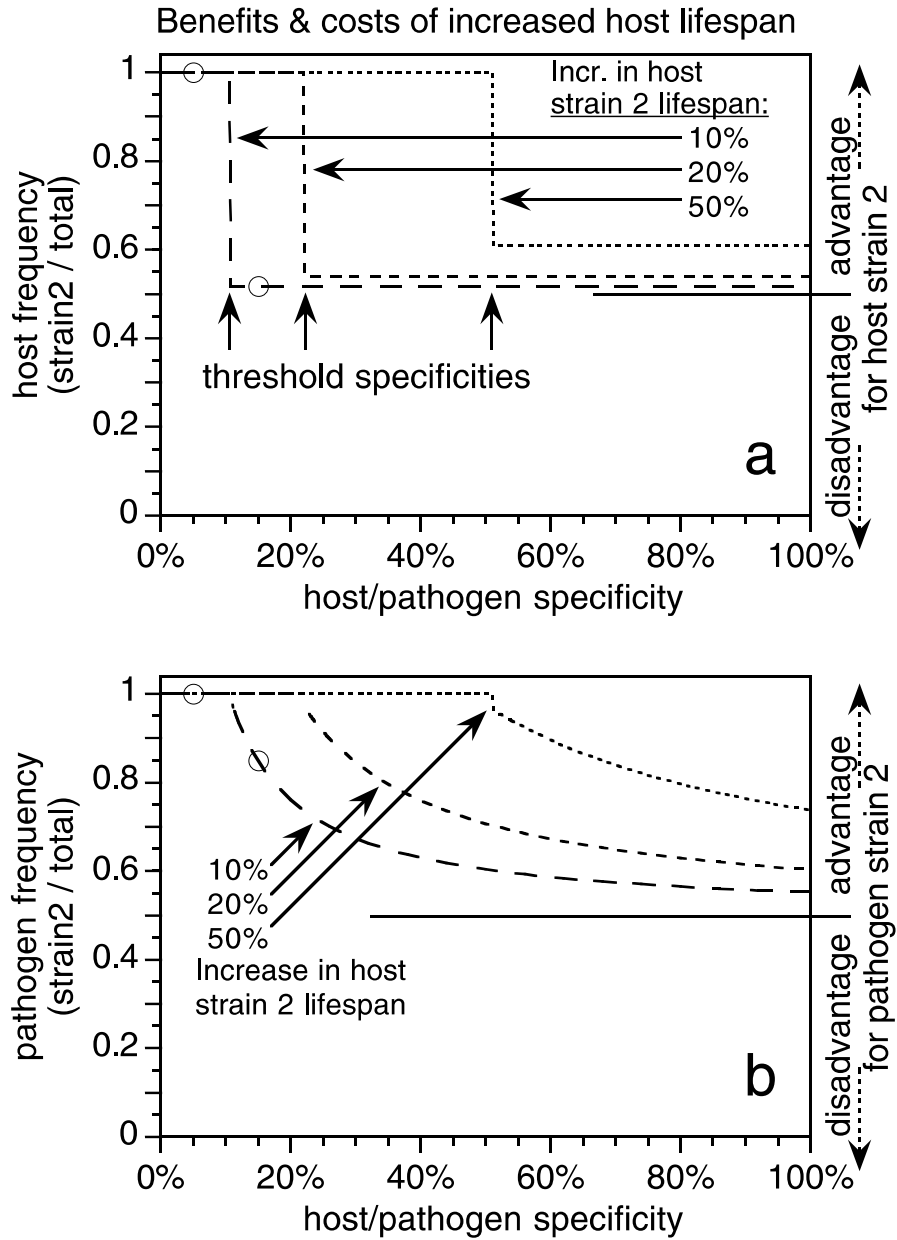 Benefits & costs of increased host lifespan
1
0.8
0.6
0.4
0.2
0
host frequency
(strain2 / total)
Incr. in host
strain 2 lifespan:
10%
20%
50%
threshold specificities
a
0%
20%
40%
60%
80%
100%
host/pathogen specificity
advantage
disadvantage
for host strain 2
1
0.8
0.6
0.4
0.2
0
pathogen frequency
(strain2 / total)
10%
20%
50%
Increase in host
strain 2 lifespan
b
0%
20%
40%
60%
80%
100%
host/pathogen specificity
advantage
disadvantage
for pathogen strain 2